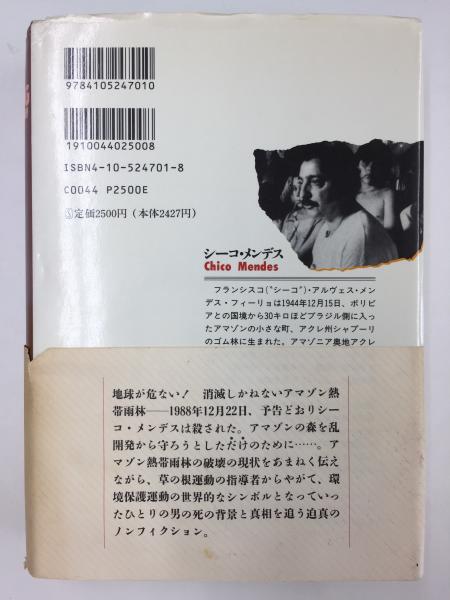 9784105247010
1910044025008
ISBN4-10-524701-8
C0044 P2500E
定価2500円(本体2427円)
シーコ・メンデス
Chico Mendes
フランシスコ("シーコ")・アルヴェス・メン
デス・フィーリョは1944年12月15日、ボリビ
アとの国境から30キロほどブラジル側に入っ
たアマゾンの小さな町、アクレ州シャプーリ
のゴム林に生まれた。アマゾニア奥地アクレ
地球が危ない! 消滅しかねないアマゾン熱
帯雨林──1988年12月22日、予告どおりシー
コ・メンデスは殺された。アマゾンの森を乱
開発から守ろうとしただけのために……。ア
マゾン熱帯雨林の破壊の現状をあまねく伝え
ながら、草の根運動の指導者からやがて、環
境保護運動の世界的なシンボルとなっていっ
たひとりの男の死の背景と真相を追う迫真の
ノンフィクション。